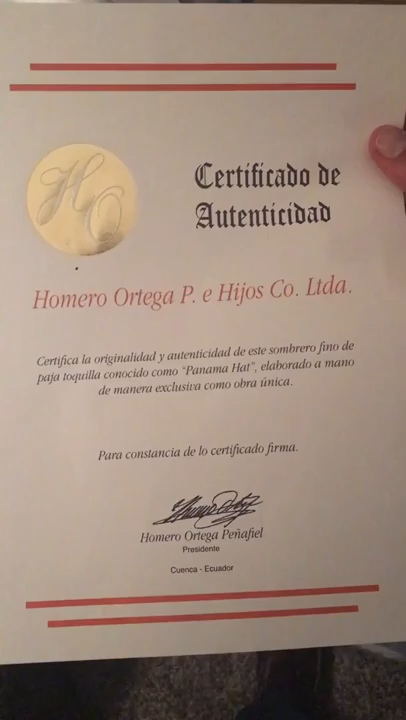 HO
Certificado de
Autenticidad
Homero Ortega P. e Hijos Co. Ltda.
Certifica la originalidad y autenticidad de este sombrero fino de
paja toquilla conocido como "Panama Hat", elaborado a mano
de manera exclusiva como obra única.
Para constancia de lo certificado firma.
Homero Ortega Peñafiel
Presidente
Cuenca - Ecuador